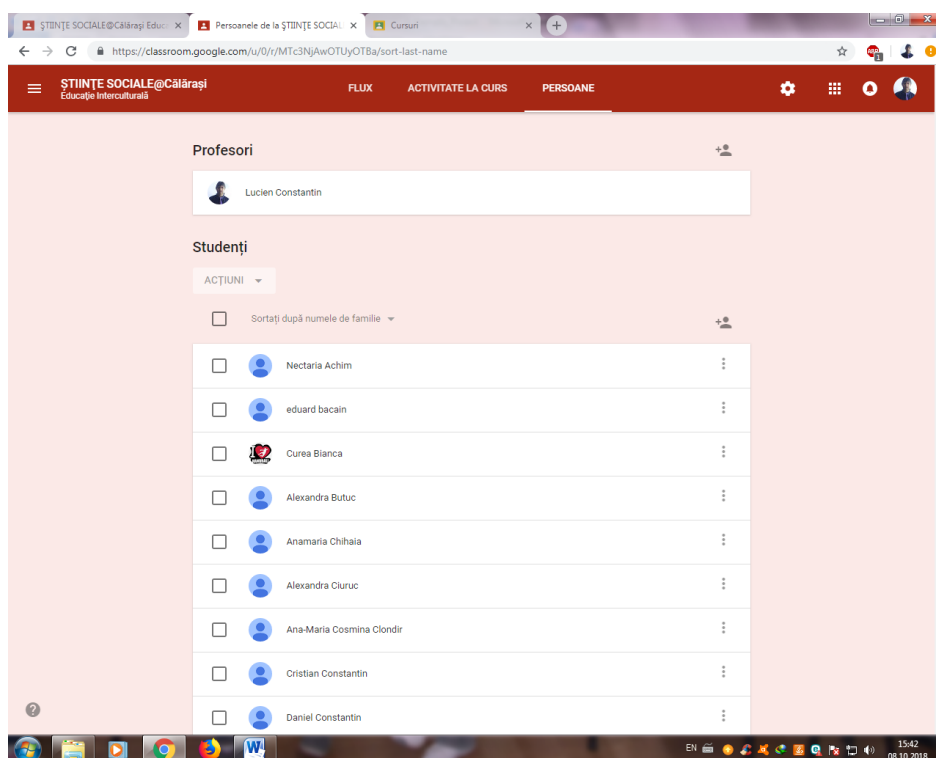 ȘTIINȚE SOCIALE@Călărași Educ
Persoanele de la ȘTIINȚE SOCIAL
Cursuri
https://classroom.google.com/u/0/r/MTc3NjAwOTUyOTBa/sort-last-name
ȘTIINȚE SOCIALE@Călărași
Educație Interculturală
FLUX ACTIVITATE LA CURS PERSOANE
Profesori
Lucien Constantin
Studenți
ACȚIUNI
Sortați după numele de familie
Nectaria Achim
eduard bacain
Curea Bianca
Alexandra Butuc
Anamaria Chihaia
Alexandra Ciuruc
Ana-Maria Cosmina Clondir
Cristian Constantin
Daniel Constantin
EN
15:42
08.10.2018